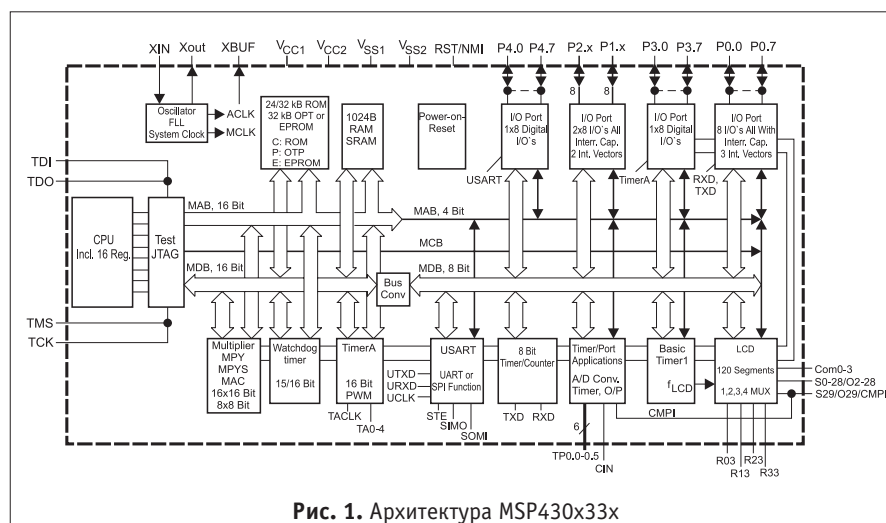 XIN Xout XBUF VCC1 VCC2 VSS1 VSS2 RST/NMI P4.0 P4.7 P2.x P1.x P3.0 P3.7 P0.0 P0.7
8 8
Oscillator
FLL
System Clock
ACLK
MCLK
24/32 kB ROM
32 kB OPT or
EPROM
C: ROM
P: OTP
E: EPROM
1024B
RAM
SRAM
Power-on-
Reset
I/O Port
1x8 Digital
I/O`s
I/O Port
2x8 I/O`s All
Interr. Cap.
2 Int. Vectors
I/O Port
1x8 Digital
I/O`s
I/O Port
8 I/O`s All With
Interr. Cap.
3 Int. Vectors
USART
TimerA
RXD,
TXD
TDI
TDO
MAB, 16 Bit
MAB, 4 Bit
CPU
Incl. 16 Reg.
Test
JTAG
MCB
MDB, 16 Bit
MDB, 8 Bit
Bus
Conv
TMS
TCK
Multiplier
MPY
MPYS
MAC
16x16 Bit
8x8 Bit
Watchdog
timer
15/16 Bit
TimerA
16 Bit
PWM
TACLK
TA0-4
UTXD
URXD
UCLK
USART
UART or
SPI Function
STE
SIMO
SOMI
8 Bit
Timer/Counter
TXD RXD
Timer/Port
Applications
A/D Conv.
Timer, O/P
CMPI
6
TP0.0-0.5
CIN
Basic
Timer1
fLCD
LCD
120 Segments
1,2,3,4 MUX
Com0-3
S0-28/O2-28
S29/O29/CMPI
R03
R13
R23
R33
Рис. 1. Архитектура MSP430x33x